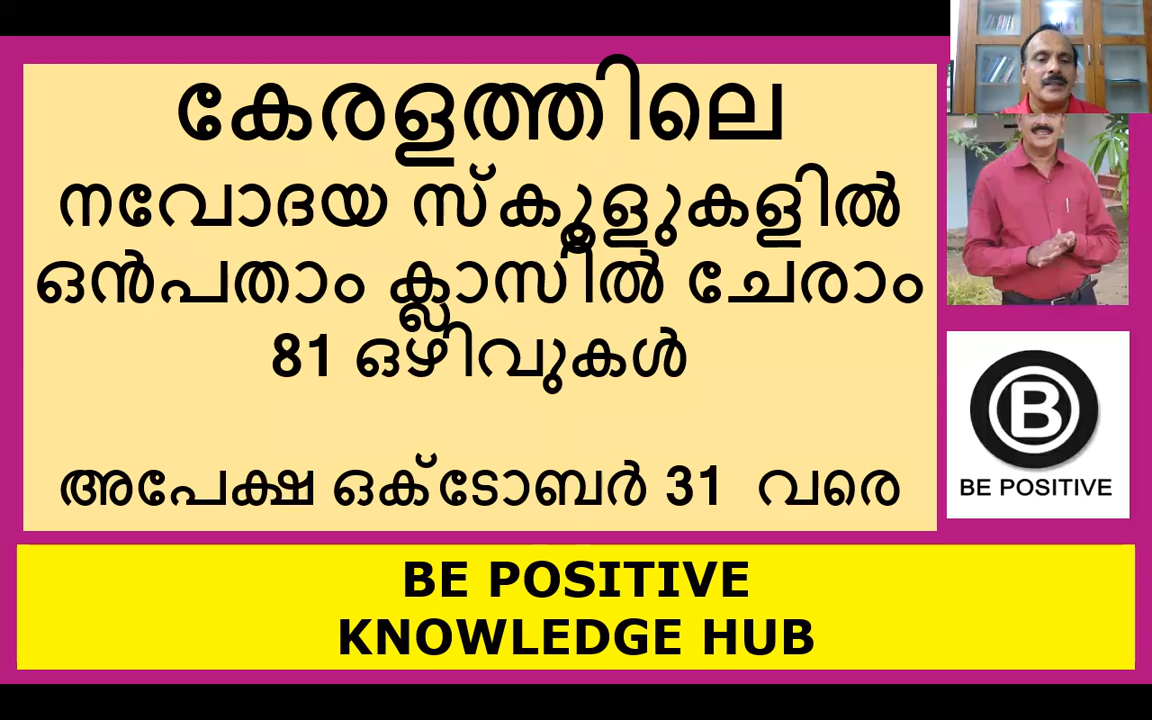 കേരളത്തിലെ
നവോദയ സ്കൂളുകളിൽ
ഒൻപതാം ക്ലാസിൽ ചേരാം
81 ഒഴിവുകൾ
അപേക്ഷ ഒക്ടോബർ 31 വരെ
B
BE POSITIVE
BE POSITIVE
KNOWLEDGE HUB